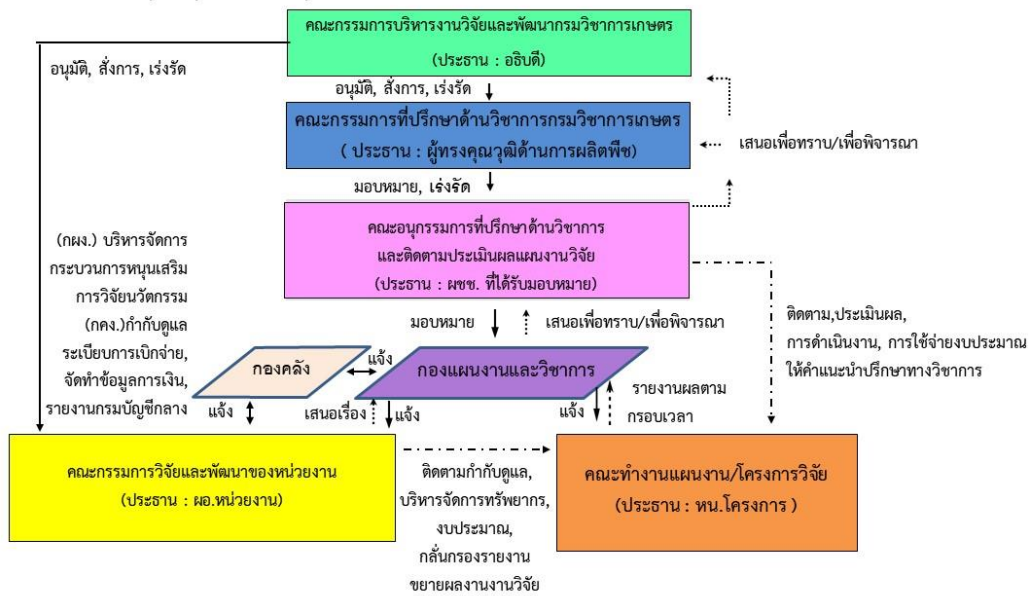 คณะกรรมการบริหารงานวิจัยและพัฒนากรมวิชาการเกษตร
(ประธาน : อธิบดี)
อนุมัติ, สั่งการ, เร่งรัด
อนุมัติ, สั่งการ, เร่งรัด
คณะกรรมการที่ปรึกษาด้านวิชาการกรมวิชาการเกษตร
( ประธาน : ผู้ทรงคุณวุฒิด้านการผลิตพืช)
เสนอเพื่อทราบ/เพื่อพิจารณา
มอบหมาย, เร่งรัด
คณะอนุกรรมการที่ปรึกษาด้านวิชาการ
และติดตามประเมินผลแผนงานวิจัย
(ประธาน : ผชช. ที่ได้รับมอบหมาย)
(กผง.) บริหารจัดการ
กระบวนการหนุนเสริม
การวิจัยนวัตกรรม
(กคง.)กำกับดูแล
ระเบียบการเบิกจ่าย,
จัดทำข้อมูลการเงิน,
รายงานกรมบัญชีกลาง
มอบหมาย
เสนอเพื่อทราบ/เพื่อพิจารณา
ติดตาม,ประเมินผล,
การดำเนินงาน, การใช้จ่ายงบประมาณ
ให้คำแนะนำปรึกษาทางวิชาการ
กองคลัง
แจ้ง
กองแผนงานและวิชาการ
แจ้ง
เสนอเรื่อง
แจ้ง
แจ้ง
รายงานผลตาม
กรอบเวลา
คณะกรรมการวิจัยและพัฒนาของหน่วยงาน
(ประธาน : ผอ.หน่วยงาน)
ติดตามกำกับดูแล,
บริหารจัดการทรัพยากร,
งบประมาณ,
กลั่นกรองรายงาน
ขยายผลงานงานวิจัย
คณะทำงานแผนงาน/โครงการวิจัย
(ประธาน : หน.โครงการ )